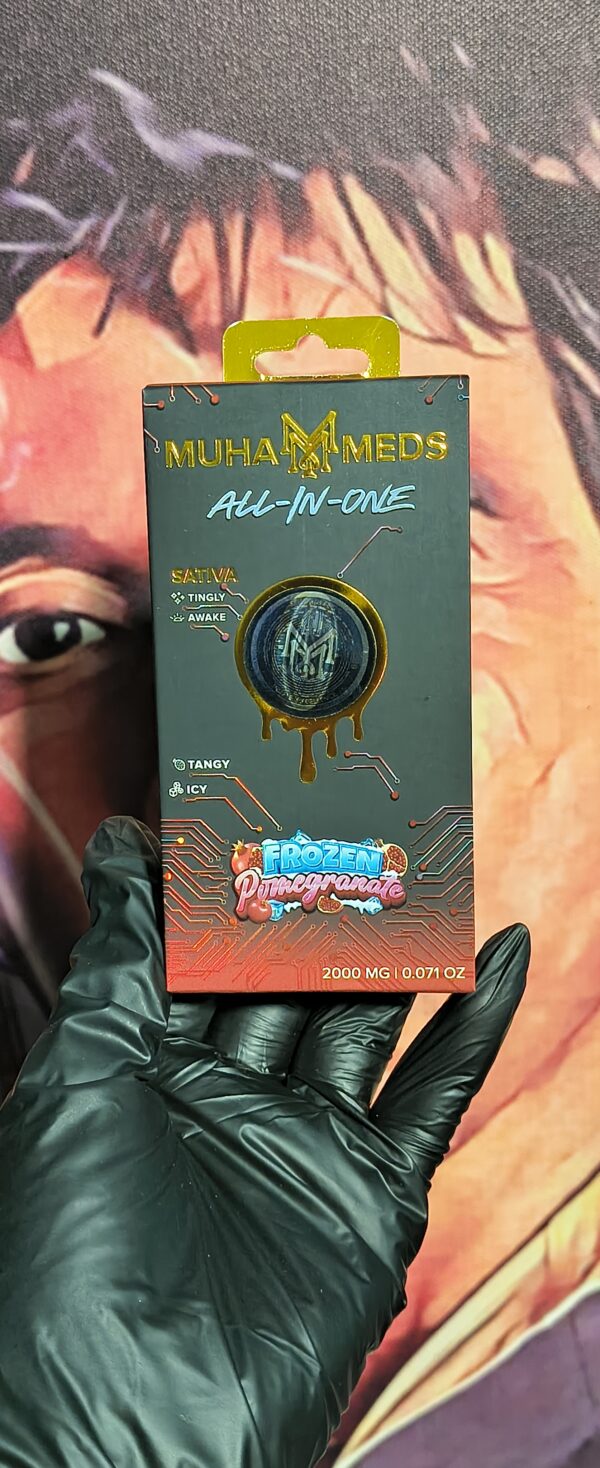 MUHA MEDS
ALL-IN-ONE
SATIVA
TINGLY
AWAKE
TANGY
ICY
FROZEN
Pomegranate
2000 MG | 0.071 OZ